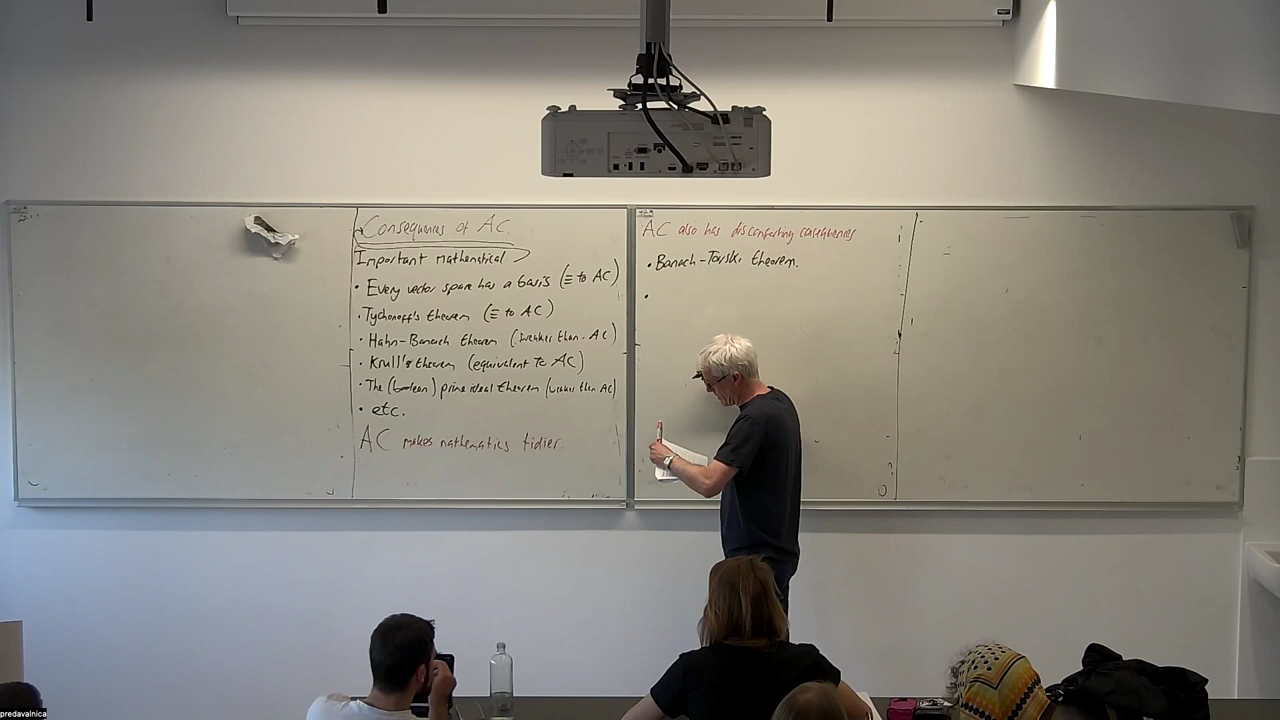 Consequences of AC
Important mathematical
• Every vector space has a basis (≡ to AC)
• Tychonoff's theorem (≡ to AC)
• Hahn-Banach theorem (weaker than AC)
• Krull's theorem (equivalent to AC)
• The (boolean) prime ideal theorem (weaker than AC)
• etc.
AC makes mathematics tidier.
AC also has discomforting consequences
• Banach-Tarski theorem.
•
predavalnica